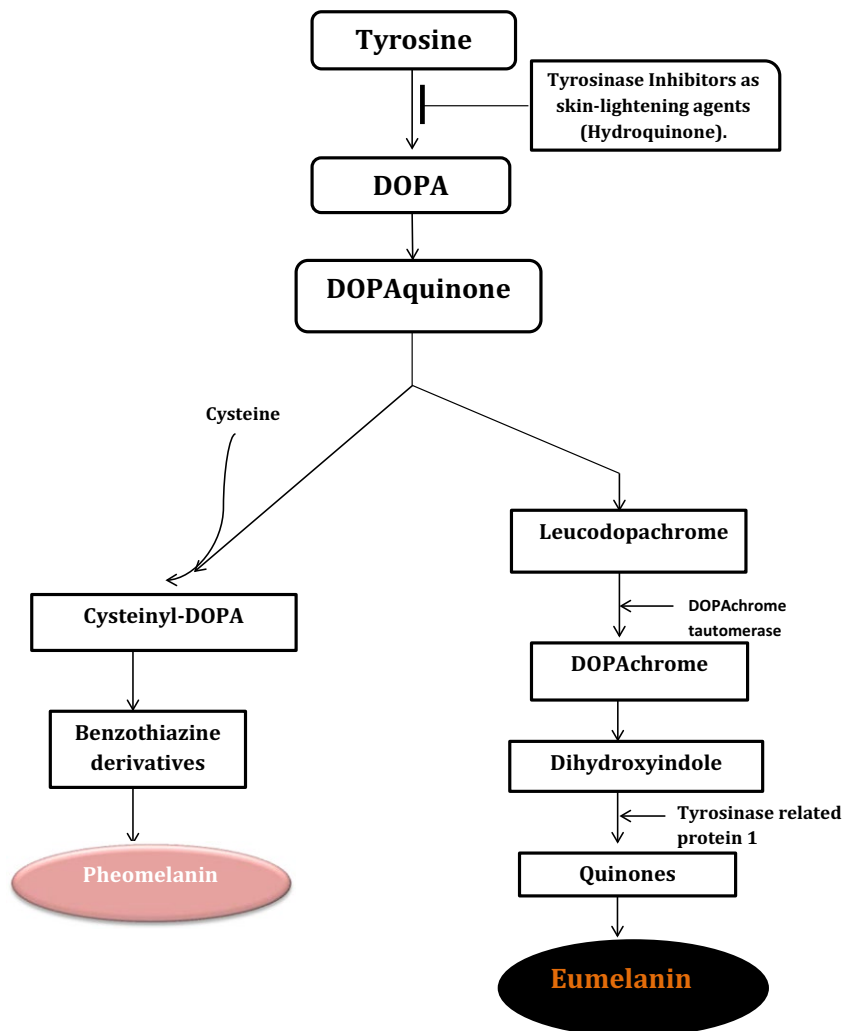 Tyrosine
Tyrosinase Inhibitors as
skin-lightening agents
(Hydroquinone).
DOPA
DOPAquinone
Cysteine
Leucodopachrome
Cysteinyl-DOPA
DOPAchrome
tautomerase
DOPAchrome
Benzothiazine
derivatives
Dihydroxyindole
Tyrosinase related
protein 1
Pheomelanin
Quinones
Eumelanin